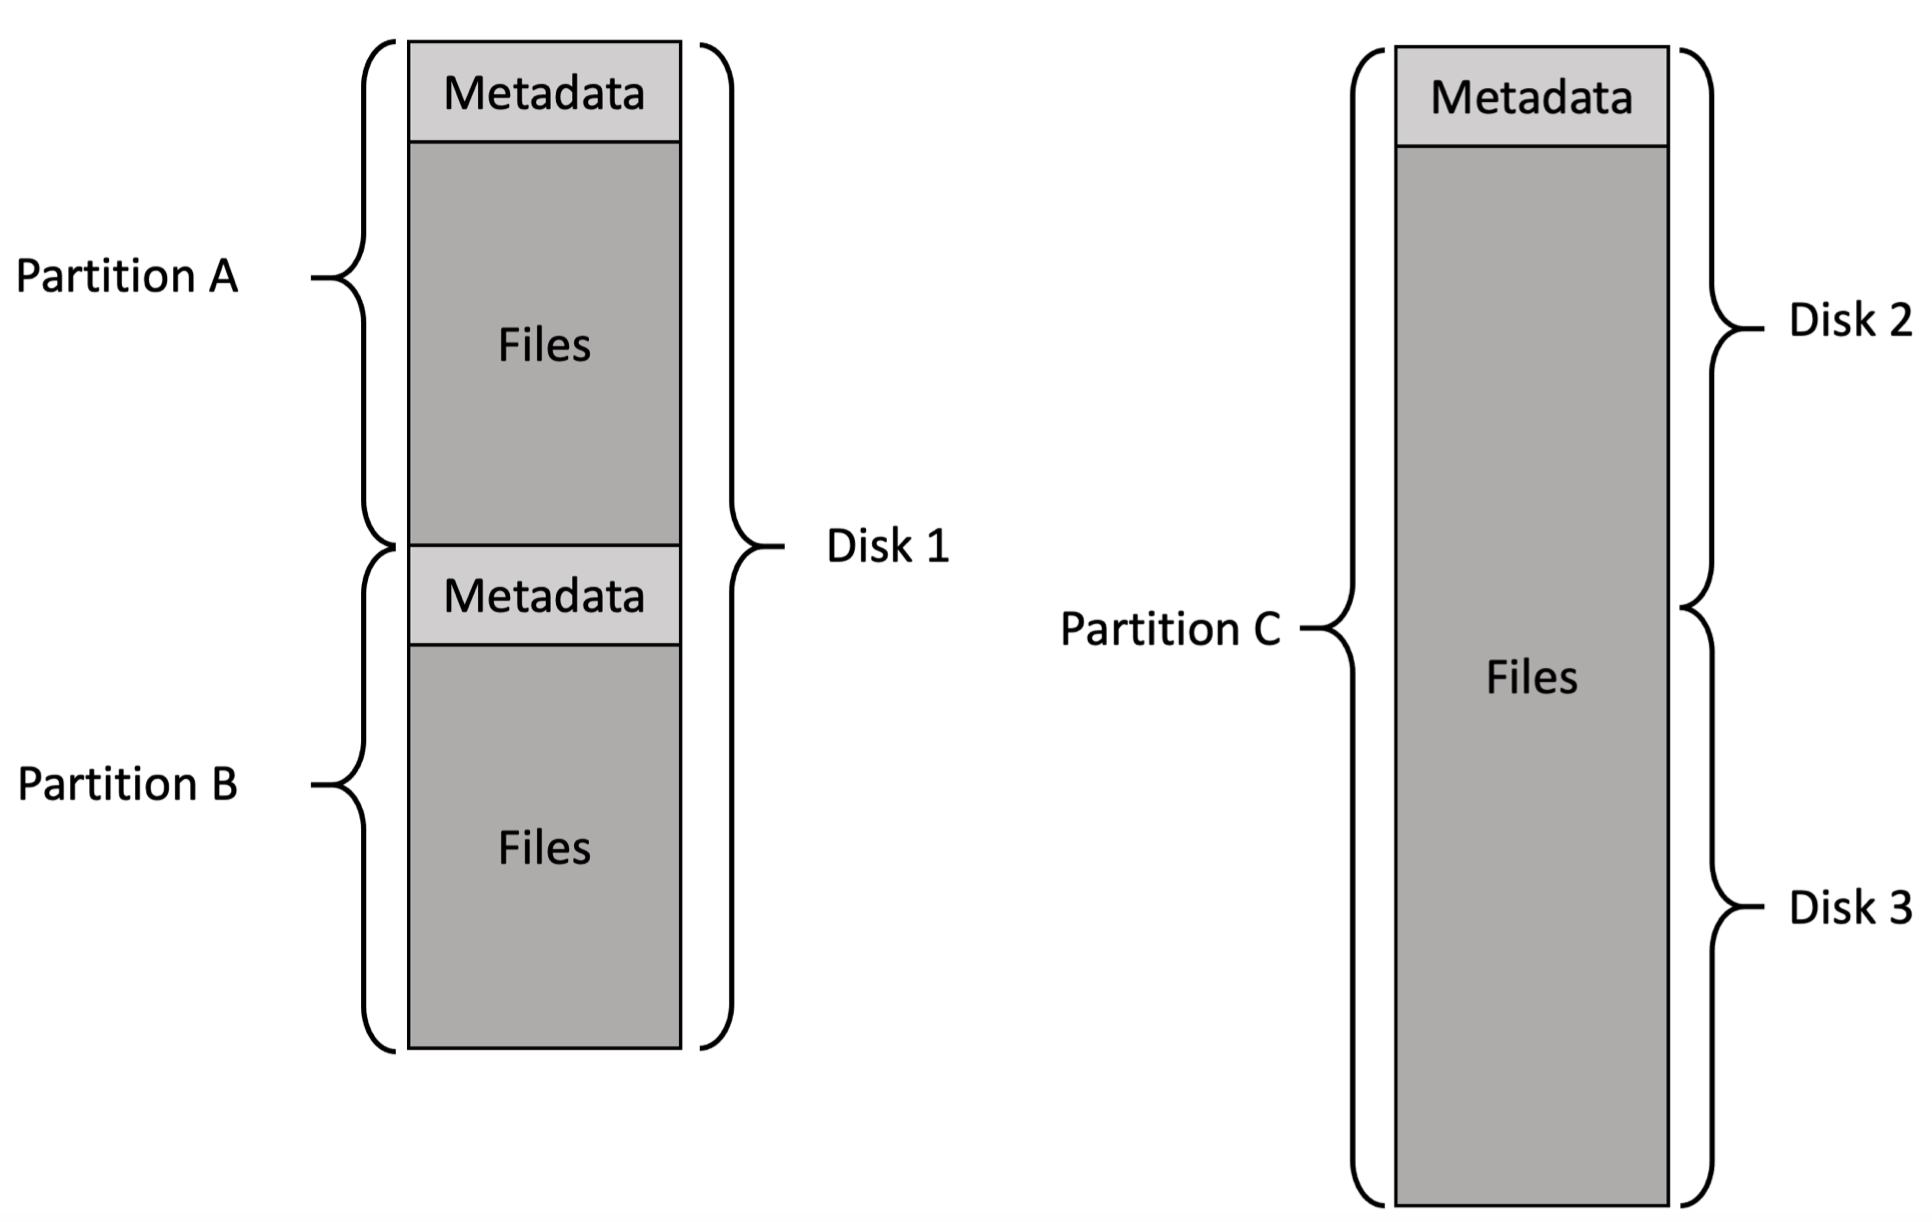 Metadata
Partition A
Files
Disk 1
Metadata
Partition B
Files
Metadata
Disk 2
Partition C
Files
Disk 3